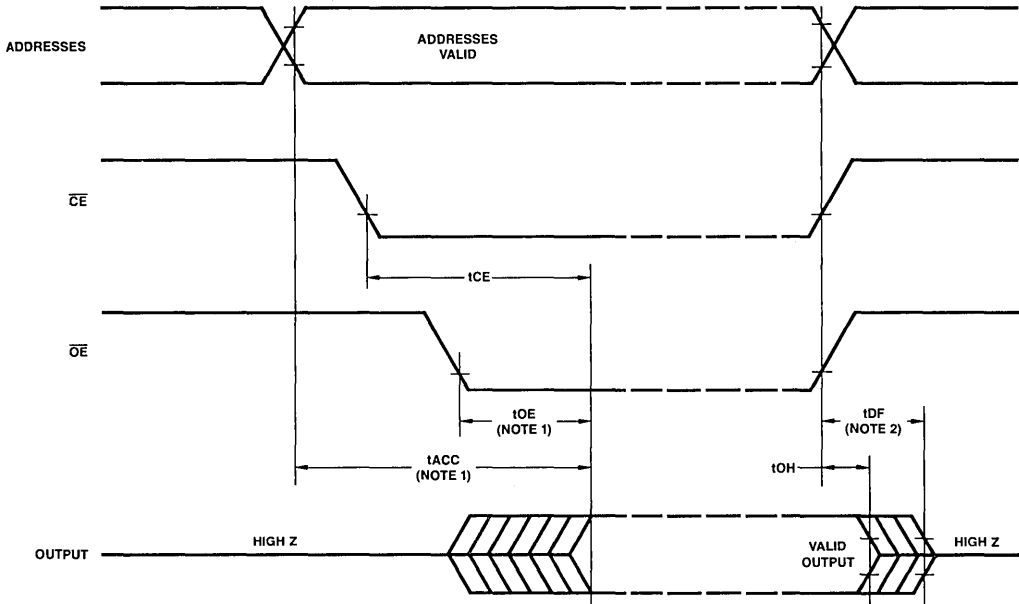 ADDRESSES
ADDRESSES
VALID
CE
tCE
OE
tOE
(NOTE 1)
tDF
(NOTE 2)
tACC
(NOTE 1)
tOH
OUTPUT
HIGH Z
VALID
OUTPUT
HIGH Z